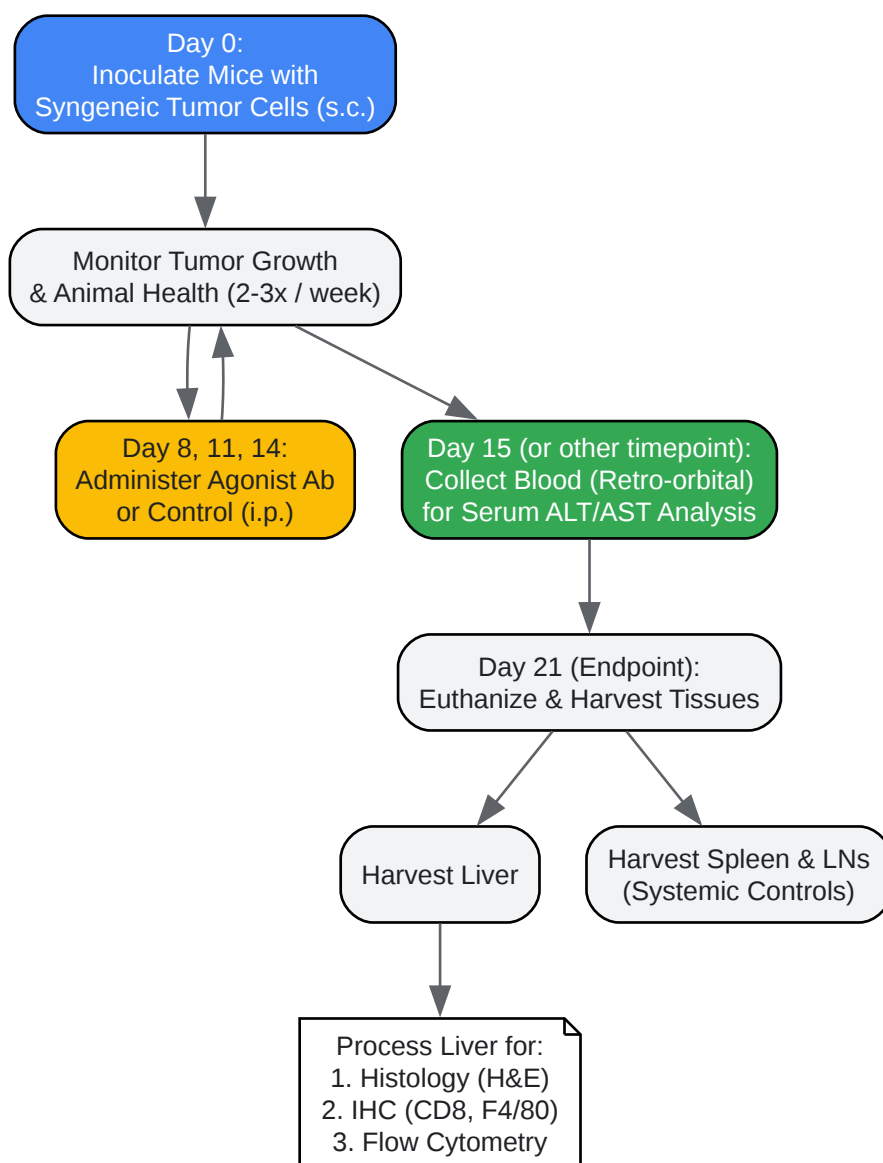 Day 0:
Inoculate Mice with
Syngeneic Tumor Cells (s.c.)
Monitor Tumor Growth
& Animal Health (2-3x / week)
Day 8, 11, 14:
Administer Agonist Ab
or Control (i.p.)
Day 15 (or other timepoint):
Collect Blood (Retro-orbital)
for Serum ALT/AST Analysis
Day 21 (Endpoint):
Euthanize & Harvest Tissues
Harvest Liver
Harvest Spleen & LNs
(Systemic Controls)
Process Liver for:
1. Histology (H&E)
2. IHC (CD8, F4/80)
3. Flow Cytometry